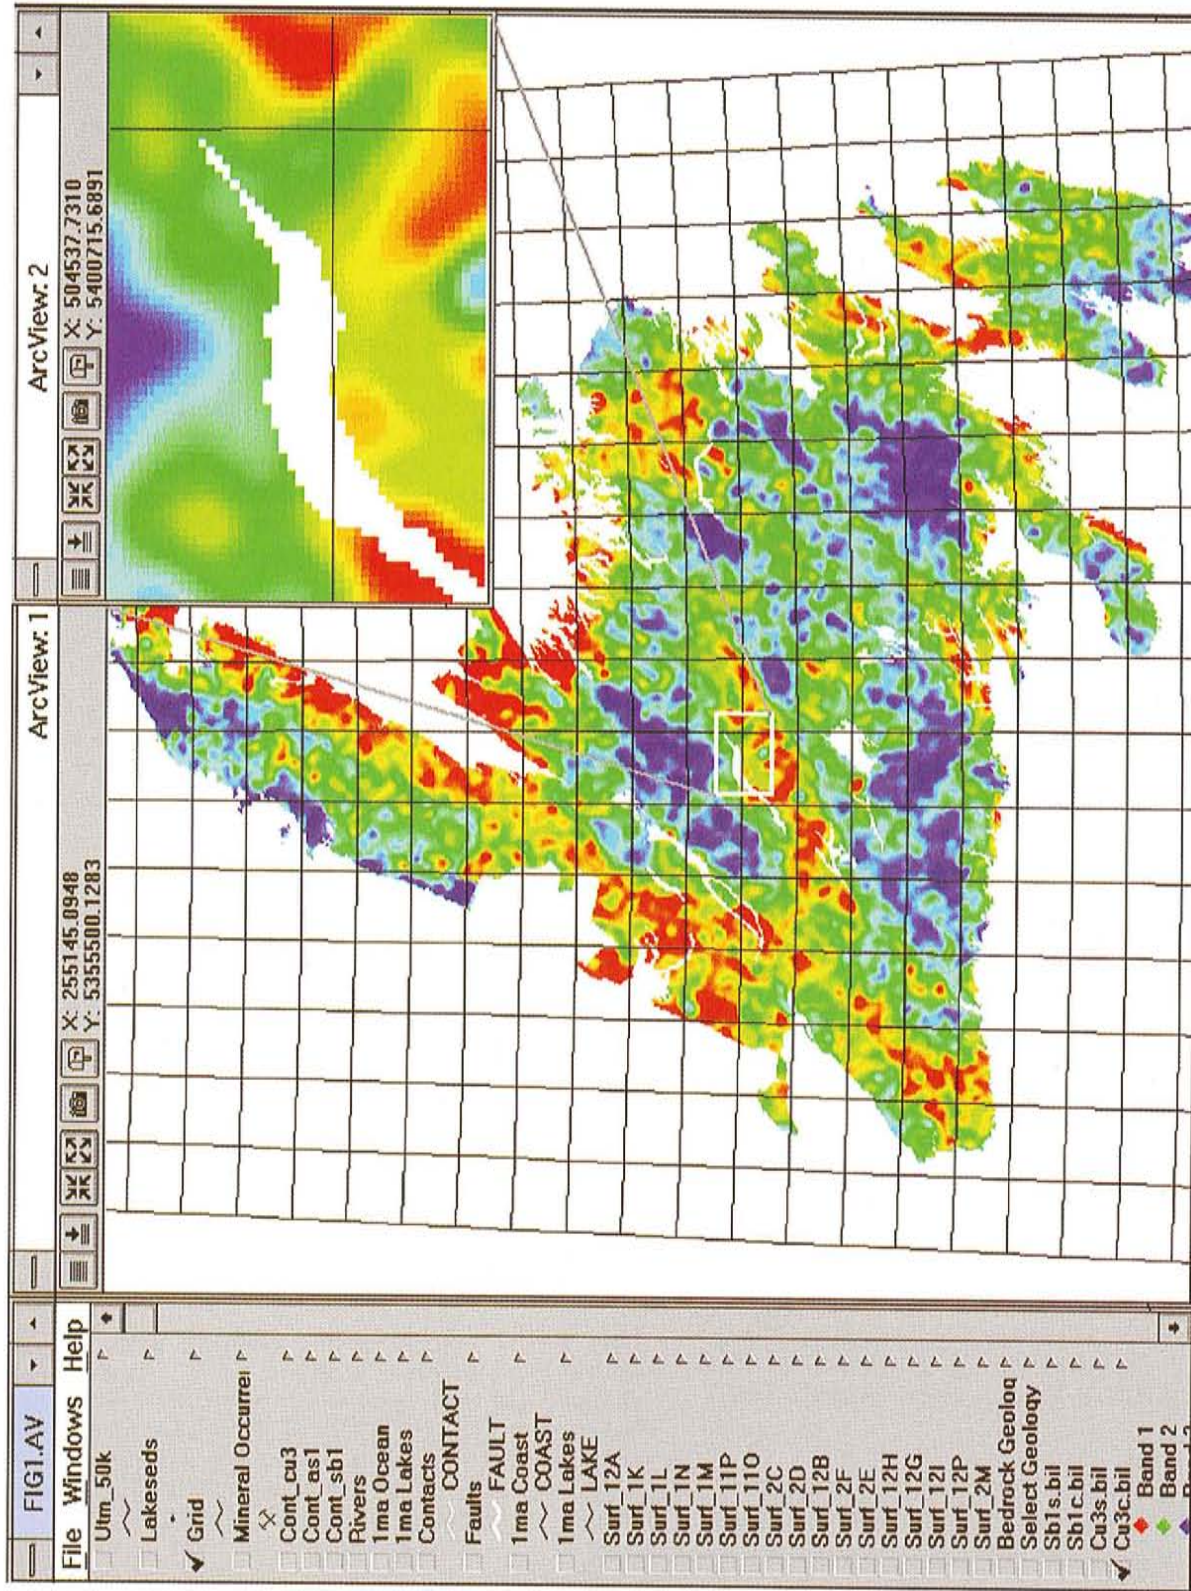 FIG1.AV
File Windows Help
Utm_50k
Lakeseds
Grid
Mineral Occurrei
Cont_cu3
Cont_as1
Cont_sb1
Rivers
1ma Ocean
1ma Lakes
Contacts
CONTACT
Faults
FAULT
1ma Coast
COAST
1ma Lakes
LAKE
Surf_12A
Surf_1K
Surf_1L
Surf_1N
Surf_1M
Surf_11P
Surf_11O
Surf_2C
Surf_2D
Surf_12B
Surf_2F
Surf_2E
Surf_12H
Surf_12G
Surf_12I
Surf_12P
Surf_2M
Bedrock Geolog
Select Geology
Sb1s.bil
Sb1c.bil
Cu3s.bil
Cu3c.bil
Band 1
Band 2
ArcView: 1
X: 255145.0948
Y: 5355500.1283
ArcView: 2
X: 504537.7310
Y: 5400715.6891